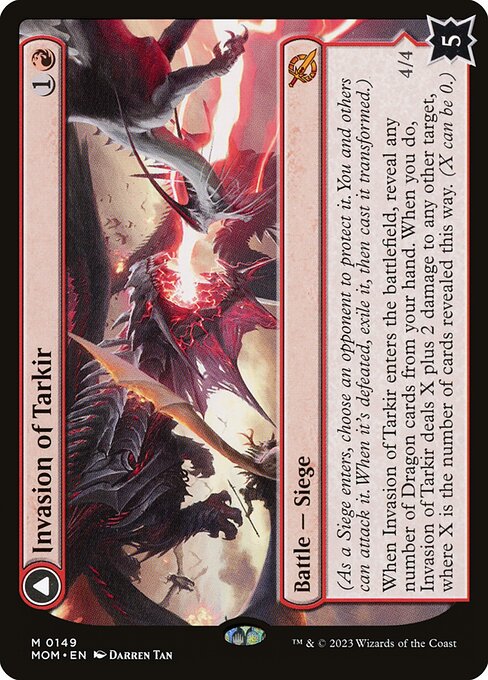 Invasion of Tarkir
1
Battle — Siege
(As a Siege enters, choose an opponent to protect it. You and others
can attack it. When it's defeated, exile it, then cast it transformed.)
When Invasion of Tarkir enters the battlefield, reveal any
number of Dragon cards from your hand. When you do,
Invasion of Tarkir deals X plus 2 damage to any other target,
where X is the number of cards revealed this way. (X can be 0.)
4/4
5
M 0149
MOM • EN DARREN TAN
™ & © 2023 Wizards of the Coast